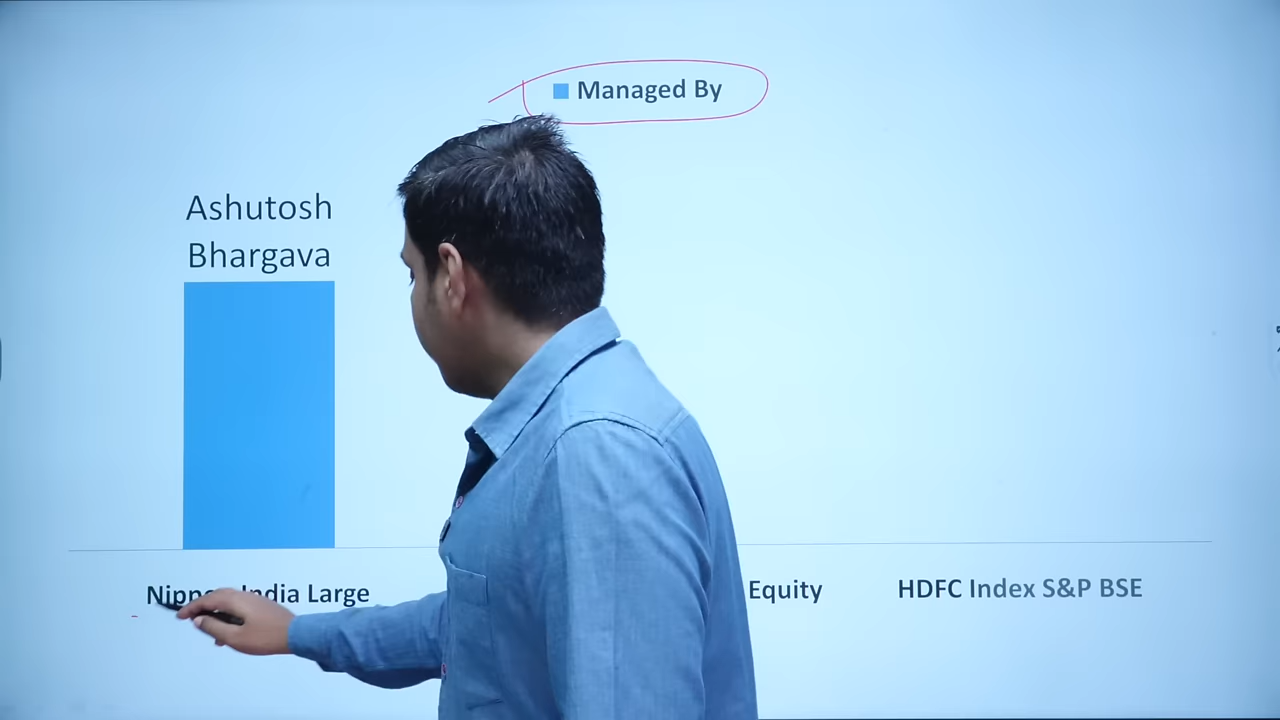 Managed By
Ashutosh
Bhargava
India Large
Equity
HDFC Index S&P BSE